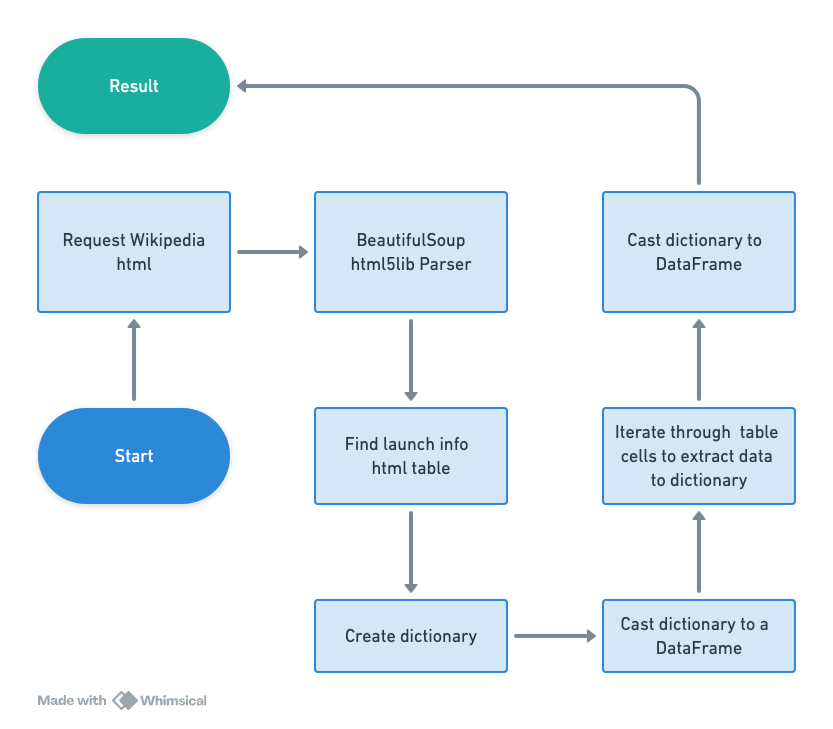 Result
Request Wikipedia
html
BeautifulSoup
html5lib Parser
Cast dictionary to
DataFrame
Start
Find launch info
html table
Iterate through  table
cells to extract data
to dictionary
Create dictionary
Cast dictionary to a
DataFrame
Made with Whimsical